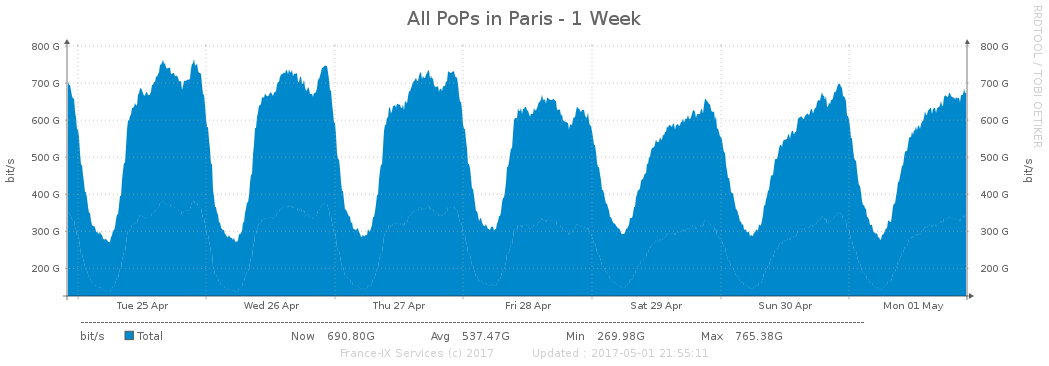 All PoPs in Paris - 1 Week
RRDTOOL / TOBI OETIKER
800 G 800 G
700 G 700 G
600 G 600 G
500 G 500 G
bit/s bit/s
400 G 400 G
300 G 300 G
200 G 200 G
Tue 25 Apr Wed 26 Apr Thu 27 Apr Fri 28 Apr Sat 29 Apr Sun 30 Apr Mon 01 May
bit/s Total Now 690.80G Avg 537.47G Min 269.98G Max 765.38G
France-IX Services (c) 2017 Updated : 2017-05-01 21:55:11